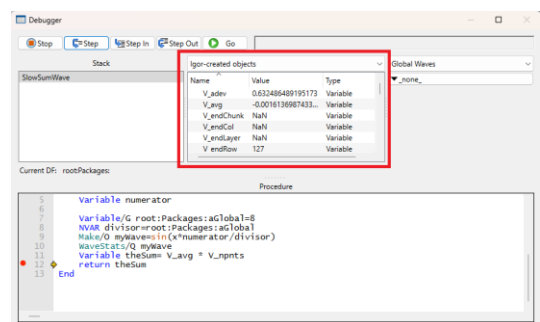 Debugger
Stop Step Step In Step Out Go
Stack Igor-created objects Global Waves
SlowSumWave Name Value Type _none_
V_adev 0.632486489195173 Variable
V_avg -0.0016136987433... Variable
V_endChunk NaN Variable
V_endCol NaN Variable
V_endLayer NaN Variable
V_endRow 127 Variable
Current DF: root:Packages:
Procedure
5 Variable numerator
6
7 Variable/G root:Packages:aGlobal=8
8 NVAR divisor=root:Packages:aGlobal
9 Make/O myWave=sin(x*numerator/divisor)
10 WaveStats/Q myWave
11 Variable theSum= V_avg * V_npnts
12 return theSum
13 End